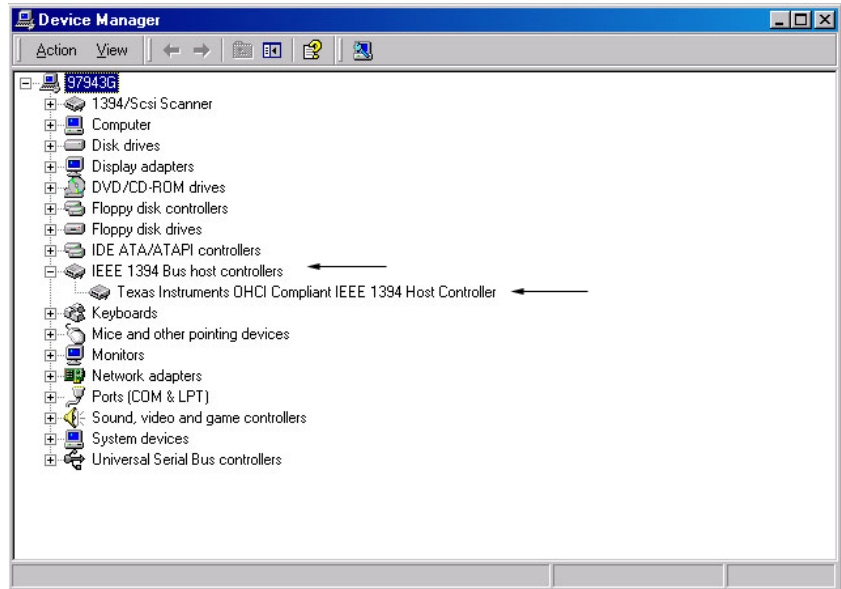 Device Manager
Action View
97943G
1394/Scsi Scanner
Computer
Disk drives
Display adapters
DVD/CD-ROM drives
Floppy disk controllers
Floppy disk drives
IDE ATA/ATAPI controllers
IEEE 1394 Bus host controllers
Texas Instruments OHCI Compliant IEEE 1394 Host Controller
Keyboards
Mice and other pointing devices
Monitors
Network adapters
Ports (COM & LPT)
Sound, video and game controllers
System devices
Universal Serial Bus controllers